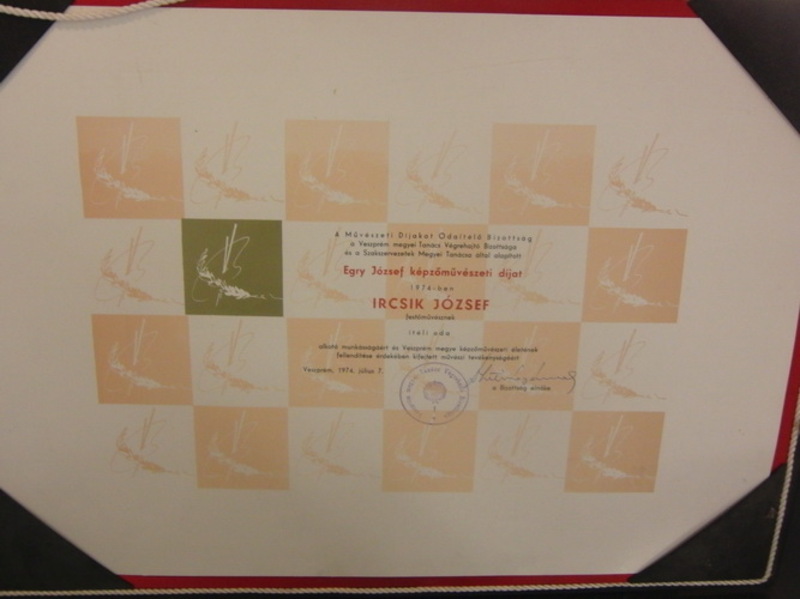 A Művészeti Díjakat Odaítélő Bizottság
a Veszprém megyei Tanács Végrehajtó Bizottsága
és a Szakszervezetek Megyei Tanácsa által alapított
Egry József képzőművészeti díjat
1974-ben
IRCSIK JÓZSEF
festőművésznek
ítéli oda
alkotó munkásságáért és Veszprém megye képzőművészeti életének
fellendítése érdekében kifejtett művészi tevékenységéért
Veszprém, 1974. július 7.
a Bizottság elnöke